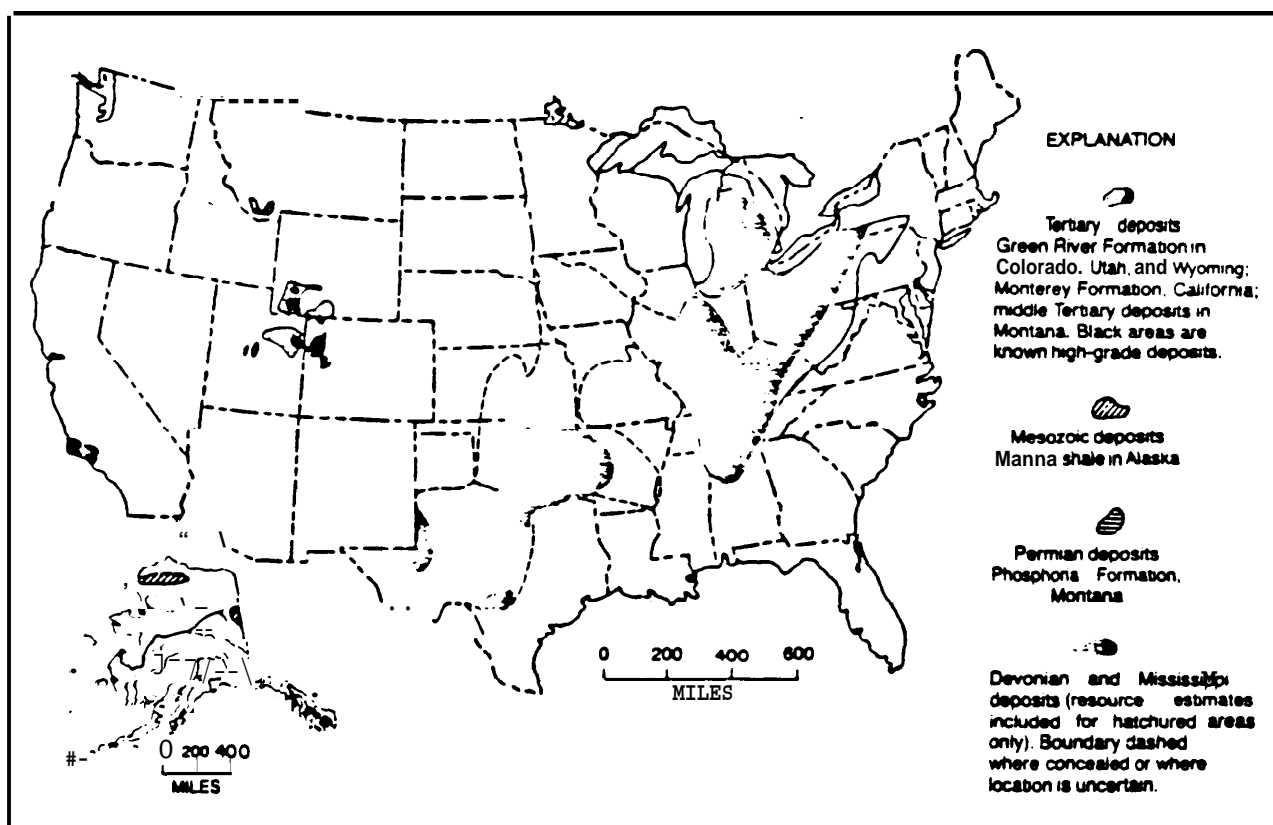 EXPLANATION
Tertiary deposits
Green River Formation in
Colorado. Utah, and Wyoming;
Monterey Formation, California;
middle Tertiary deposits in
Montana. Black areas are
known high-grade deposits.
Mesozoic deposits
Manna shale in Alaska
Permian deposits
Phosphoria Formation,
Montana
Devonian and Mississippi
deposits (resource estimates
included for hatchured areas
only). Boundary dashed
where concealed or where
location is uncertain.
0 200 400 600
MILES
0 200 400
MILES